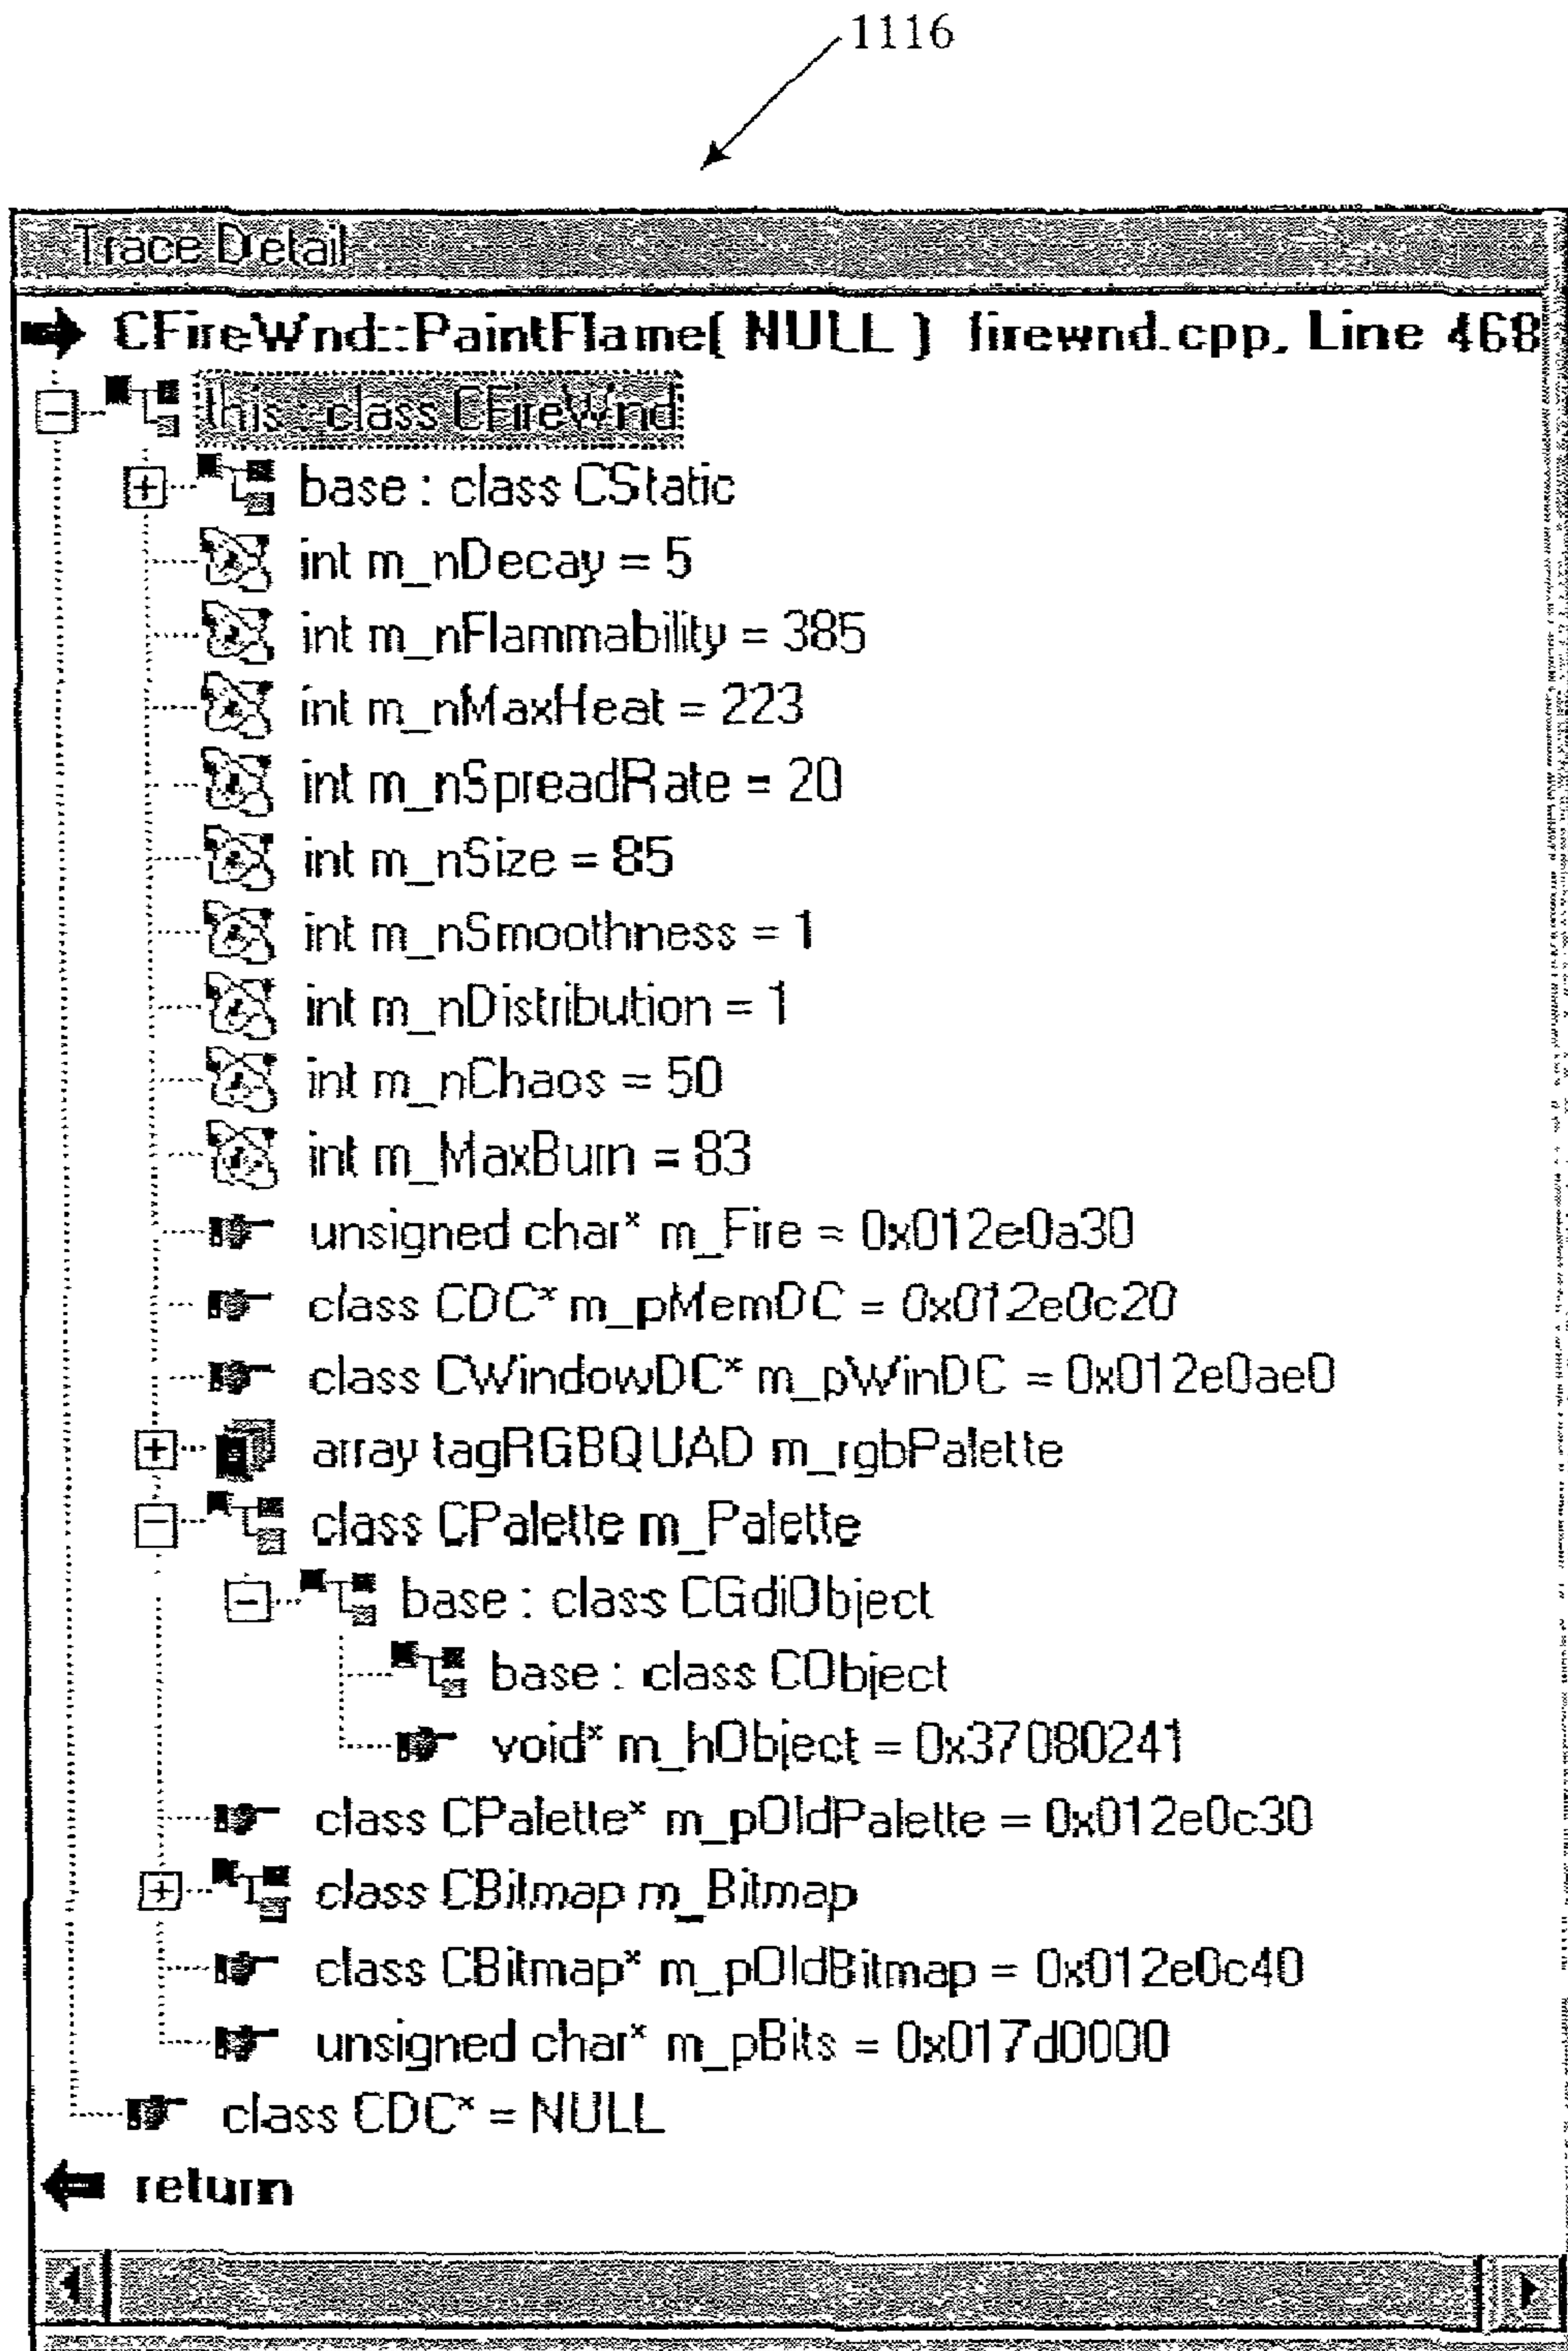 1116
Trace Detail
CFireWnd::PaintFlame( NULL ) firewnd.cpp, Line 468
this : class CFireWnd
base : class CStatic
int m_nDecay = 5
int m_nFlammability = 385
int m_nMaxHeat = 223
int m_nSpreadRate = 20
int m_nSize = 85
int m_nSmoothness = 1
int m_nDistribution = 1
int m_nChaos = 50
int m_MaxBurn = 83
unsigned char* m_Fire = 0x012e0a30
class CDC* m_pMemDC = 0x012e0c20
class CWindowDC* m_pWinDC = 0x012e0ae0
array tagRGBQUAD m_rgbPalette
class CPalette m_Palette
base : class CGdiObject
base : class CObject
void* m_hObject = 0x37080241
class CPalette* m_pOldPalette = 0x012e0c30
class CBitmap m_Bitmap
class CBitmap* m_pOldBitmap = 0x012e0c40
unsigned char* m_pBits = 0x017d0000
class CDC* = NULL
return